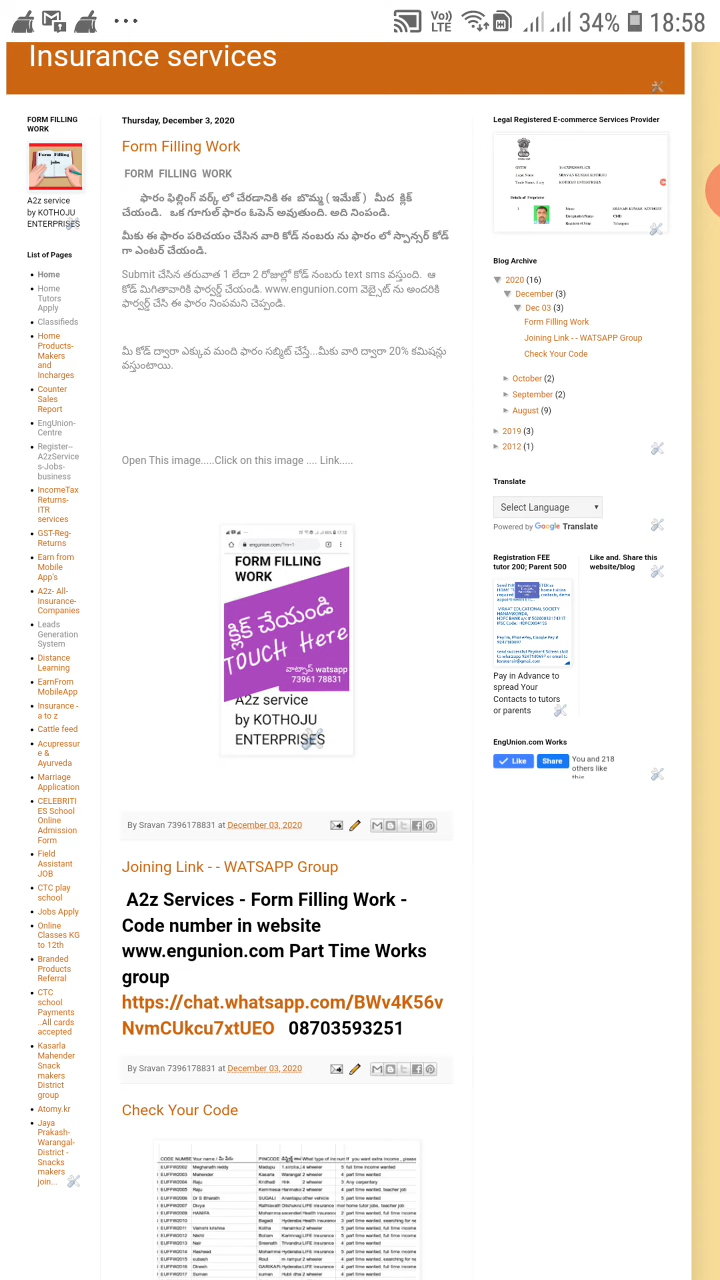 Vo))
LTE
34%
18:58
Insurance services
FORM FILLING
WORK
Form Filling
jobs
A2z service
by KOTHOJU
ENTERPRISES
List of Pages
Home
Home
Tutors
Apply
Classifieds
Home
Products-
Makers
and
Incharges
Counter
Sales
Report
EngUnion-
Centre
Register--
A2zService
s-Jobs-
business
IncomeTax
Returns-
ITR
services
GST-Reg-
Returns
Earn from
Mobile
App's
A2z- All-
Insurance-
Companies
Leads
Generation
System
Distance
Learning
EarnFrom
MobileApp
Insurance -
a to z
Cattle feed
Acupressur
e &
Ayurveda
Marriage
Application
CELEBRITI
ES School
Online
Admission
Form
Field
Assistant
JOB
CTC play
school
Jobs Apply
Online
Classes KG
to 12th
Branded
Products
Referral
CTC
school
Payments
..All cards
accepted
Kasarla
Mahender
Snack
makers
District
group
Atomy.kr
Jaya
Prakash-
Warangal-
District -
Snacks
makers
join...
Thursday, December 3, 2020
Form Filling Work
FORM FILLING WORK
ఫారం ఫిల్లింగ్ వర్క్ లో చేరడానికి ఈ బొమ్మ ( ఇమేజ్ ) మీద క్లిక్
చేయండి. ఒక గూగుల్ ఫారం ఓపెన్ అవుతుంది. అది నింపండి.
మీకు ఈ ఫారం పరిచయం చేసిన వారి కోడ్ నంబరు ను ఫారం లో స్పాన్సర్ కోడ్
గా ఎంటర్ చేయండి.
Submit చేసిన తరువాత 1 లేదా 2 రోజుల్లో కోడ్ నంబరు text sms వస్తుంది. ఆ
కోడ్ మిగితావారికి ఫార్వర్డ్ చేయండి. www.engunion.com వెబ్సైట్ ను అందరికి
ఫార్వర్డ్ చేసి ఈ ఫారం నింపమని చెప్పండి.
మీ కోడ్ ద్వారా ఎక్కువ మంది ఫారం సబ్మిట్ చేస్తే...మీకు వారి ద్వారా 20% కమిషన్లు
వస్తుంటాయి.
Open This image.....Click on this image .... Link.....
engunion.com/?m=1
FORM FILLING
WORK
క్లిక్ చేయండి
TOUCH Here
వాట్సాప్ watsapp
73961 78831
A2z service
by KOTHOJU
ENTERPRISES
By Sravan 7396178831 at December 03, 2020
Joining Link - - WATSAPP Group
A2z Services - Form Filling Work -
Code number in website
www.engunion.com Part Time Works
group
https://chat.whatsapp.com/BWv4K56v
NvmCUkcu7xtUEO 08703593251
By Sravan 7396178831 at December 03, 2020
Check Your Code
Legal Registered E-commerce Services Provider
Blog Archive
2020 (16)
December (3)
Dec 03 (3)
Form Filling Work
Joining Link - - WATSAPP Group
Check Your Code
October (2)
September (2)
August (9)
2019 (3)
2012 (1)
Translate
Select Language
Powered by Google Translate
Registration FEE
tutor 200; Parent 500
Pay in Advance to
spread Your
Contacts to tutors
or parents
Like and. Share this
website/blog
EngUnion.com Works
Like
Share
You and 218
others like
this